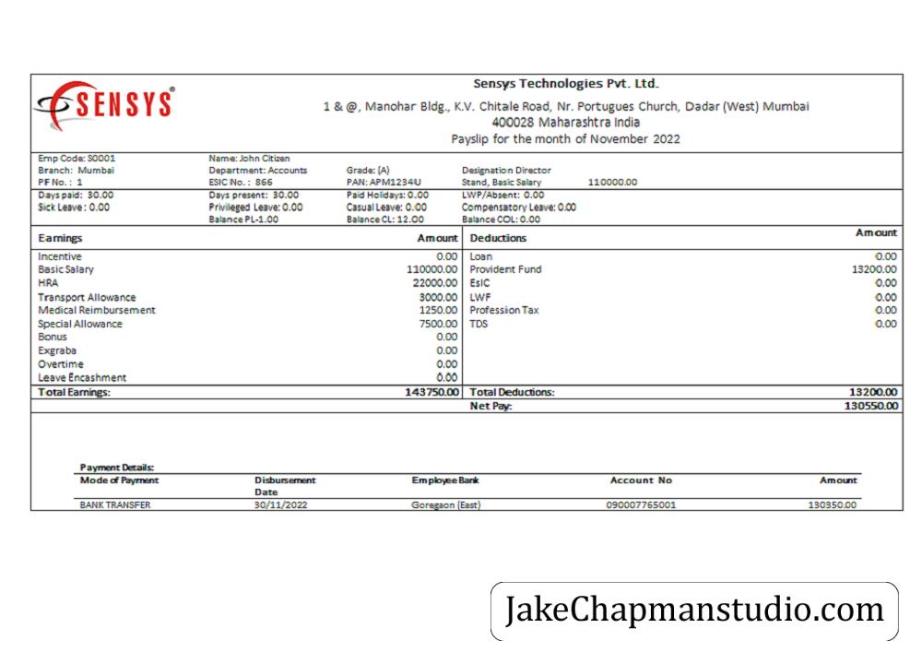 SENSYS®
Sensys Technologies Pvt. Ltd.
1 & @, Manohar Bldg., K.V. Chitale Road, Nr. Portugues Church, Dadar (West) Mumbai
400028 Maharashtra India
Payslip for the month of November 2022
Emp Code: S0001 Name: John Citizen
Branch: Mumbai Department: Accounts Grade: (A) Designation Director
PF No. : 1 ESIC No. : 866 PAN: APM1234U Stand, Basic Salary 110000.00
Days paid: 30.00 Days present: 30.00 Paid Holidays: 0.00 LWP/Absent: 0.00
Sick Leave : 0.00 Privileged Leave: 0.00 Casual Leave: 0.00 Compensatory Leave: 0.00
Balance PL-1.00 Balance CL: 12.00 Balance COL: 0.00
Earnings Amount Deductions Amount
Incentive 0.00 Loan 0.00
Basic Salary 110000.00 Provident Fund 13200.00
HRA 22000.00 EsIC 0.00
Transport Allowance 3000.00 LWF 0.00
Medical Reimbursement 1250.00 Profession Tax 0.00
Special Allowance 7500.00 TDS 0.00
Bonus 0.00
Exgraba 0.00
Overtime 0.00
Leave Encashment 0.00
Total Earnings: 143750.00 Total Deductions: 13200.00
Net Pay: 130550.00
Payment Details:
Mode of Payment Disbursement Employee Bank Account No Amount
Date
BANK TRANSFER 30/11/2022 Goregaon (East) 090007765001 130350.00
JakeChapmanstudio.com